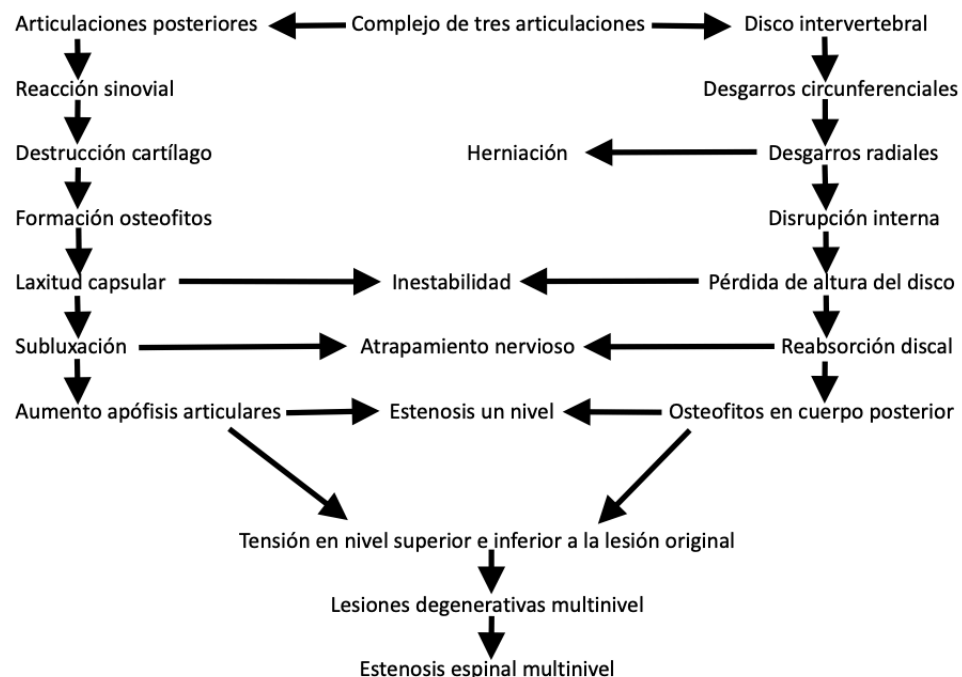 Articulaciones posteriores
Complejo de tres articulaciones
Disco intervertebral
Reacción sinovial
Desgarros circunferenciales
Destrucción cartílago
Herniación
Desgarros radiales
Formación osteofitos
Disrupción interna
Laxitud capsular
Inestabilidad
Pérdida de altura del disco
Subluxación
Atrapamiento nervioso
Reabsorción discal
Aumento apófisis articulares
Estenosis un nivel
Osteofitos en cuerpo posterior
Tensión en nivel superior e inferior a la lesión original
Lesiones degenerativas multinivel
Estenosis espinal multinivel